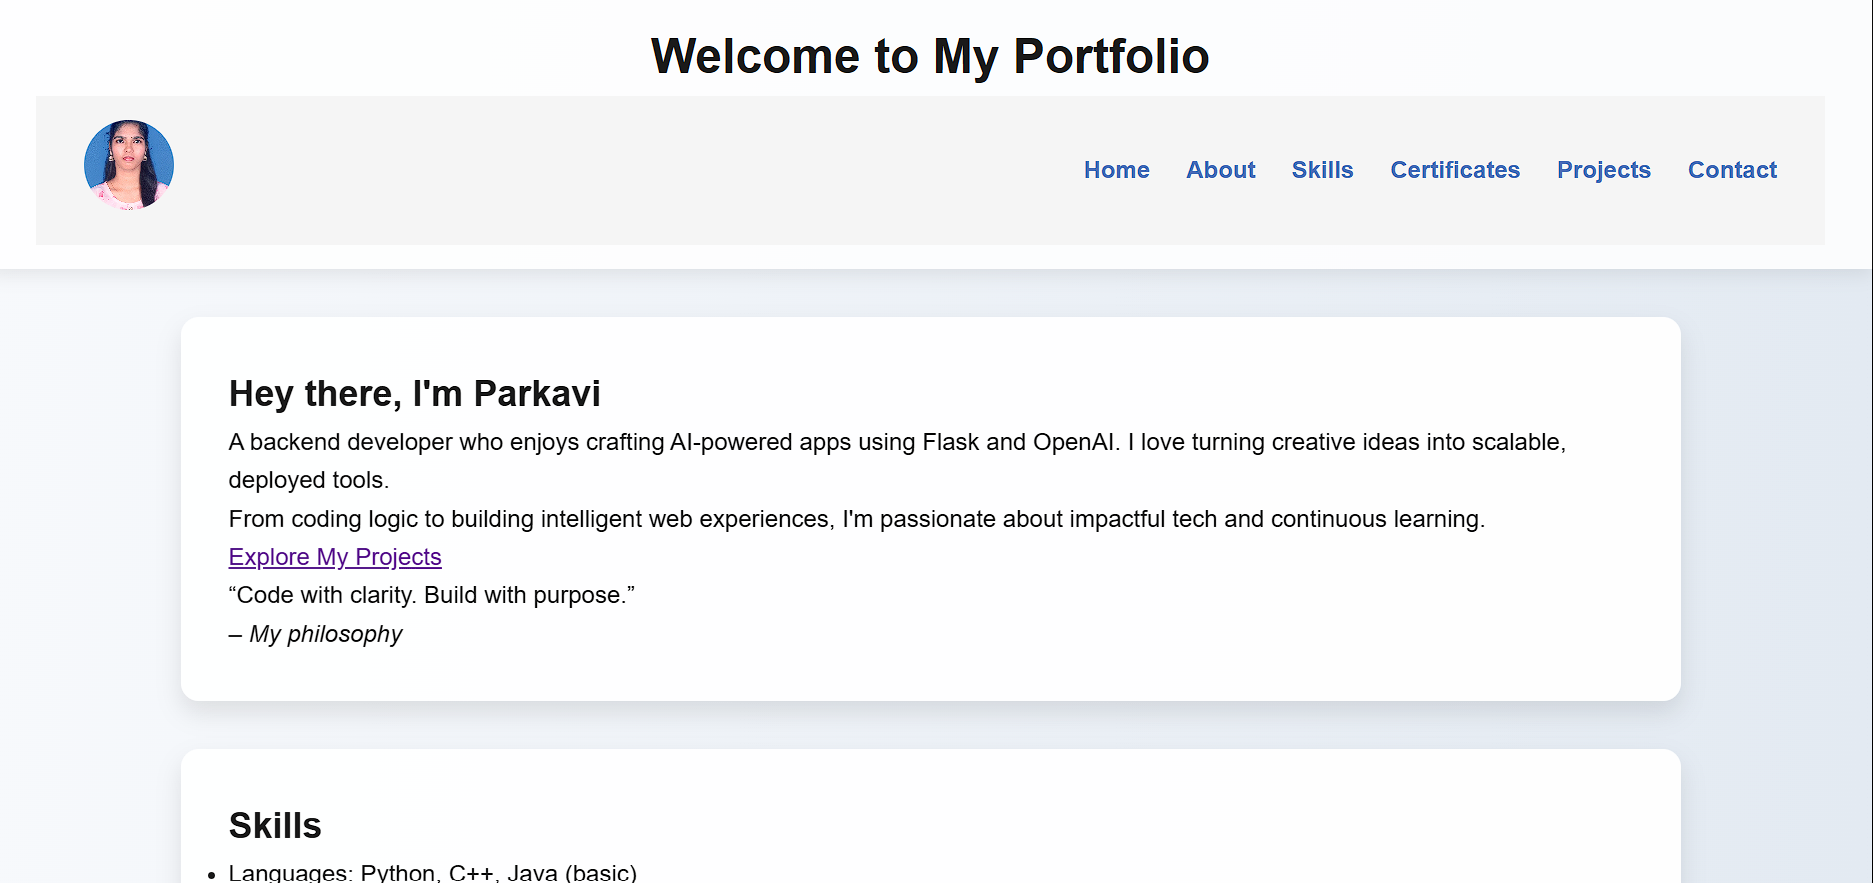 Welcome to My Portfolio
Home About Skills Certificates Projects Contact
Hey there, I'm Parkavi
A backend developer who enjoys crafting AI-powered apps using Flask and OpenAI. I love turning creative ideas into scalable,
deployed tools.
From coding logic to building intelligent web experiences, I'm passionate about impactful tech and continuous learning.
Explore My Projects
“Code with clarity. Build with purpose.”
– My philosophy
Skills
• Languages: Python, C++, Java (basic)